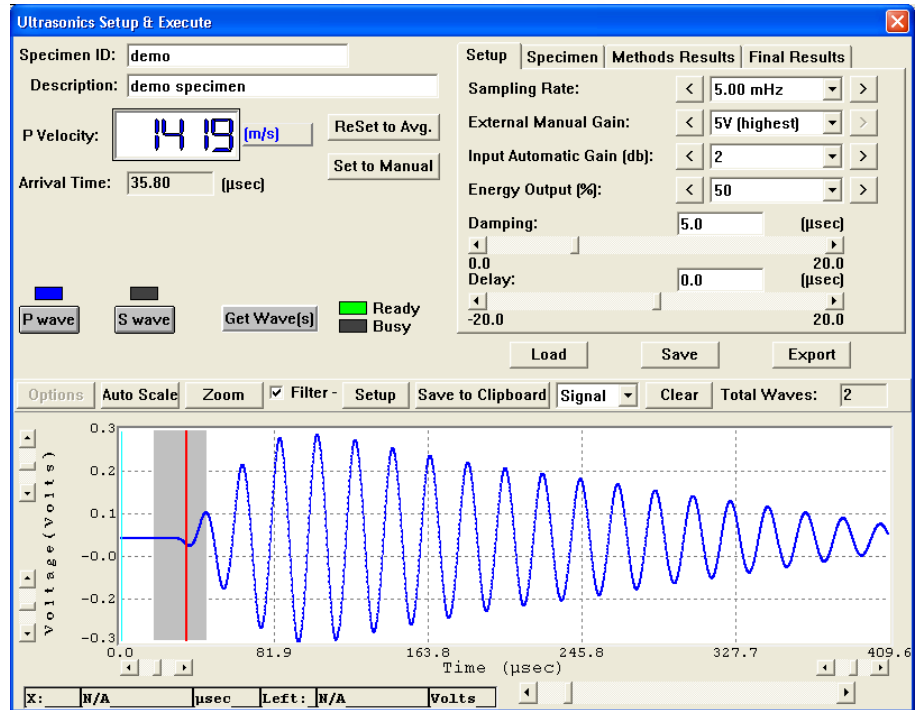 Ultrasonics Setup & Execute
Specimen ID: demo
Description: demo specimen
P Velocity: 1419 (m/s)
ReSet to Avg.
Set to Manual
Arrival Time: 35.80 (µsec)
P wave
S wave
Get Wave(s)
Ready
Busy
Setup Specimen Methods Results Final Results
Sampling Rate: < 5.00 mHz >
External Manual Gain: < 5V (highest) >
Input Automatic Gain (db): < 2 >
Energy Output (%): < 50 >
Damping: 5.0 (µsec)
0.0 20.0
Delay: 0.0 (µsec)
-20.0 20.0
Load Save Export
Options Auto Scale Zoom Filter - Setup Save to Clipboard Signal Clear Total Waves: 2
Voltage (Volts)
0.3
0.2
0.1
-0.0
-0.2
-0.3
0.0 81.9 163.8 245.8 327.7 409.6
Time (µsec)
X: N/A µsec Left: N/A Volts